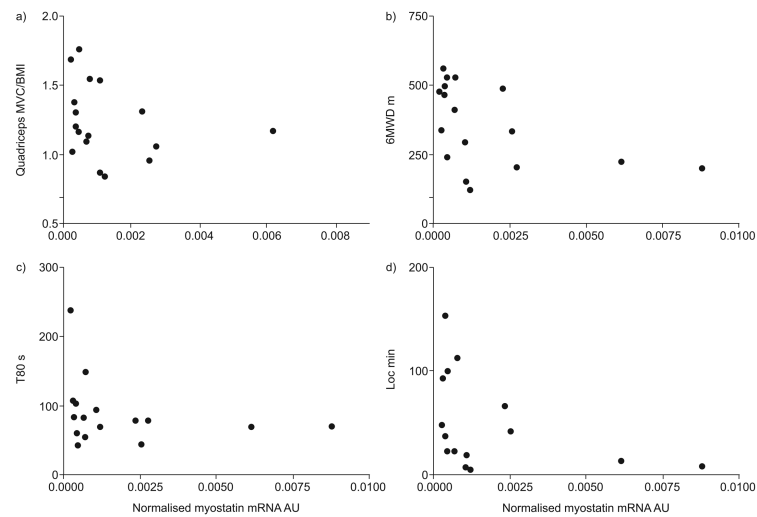 a)
2.0
1.5
1.0
0.5
Quadriceps MVC/BMI
0.000 0.002 0.004 0.006 0.008
b)
750
500
250
0
6MWD m
0.0000 0.0025 0.0050 0.0075 0.0100
c)
300
200
100
0
T80 s
0.0000 0.0025 0.0050 0.0075 0.0100
Normalised myostatin mRNA AU
d)
200
100
0
Loc min
0.0000 0.0025 0.0050 0.0075 0.0100
Normalised myostatin mRNA AU